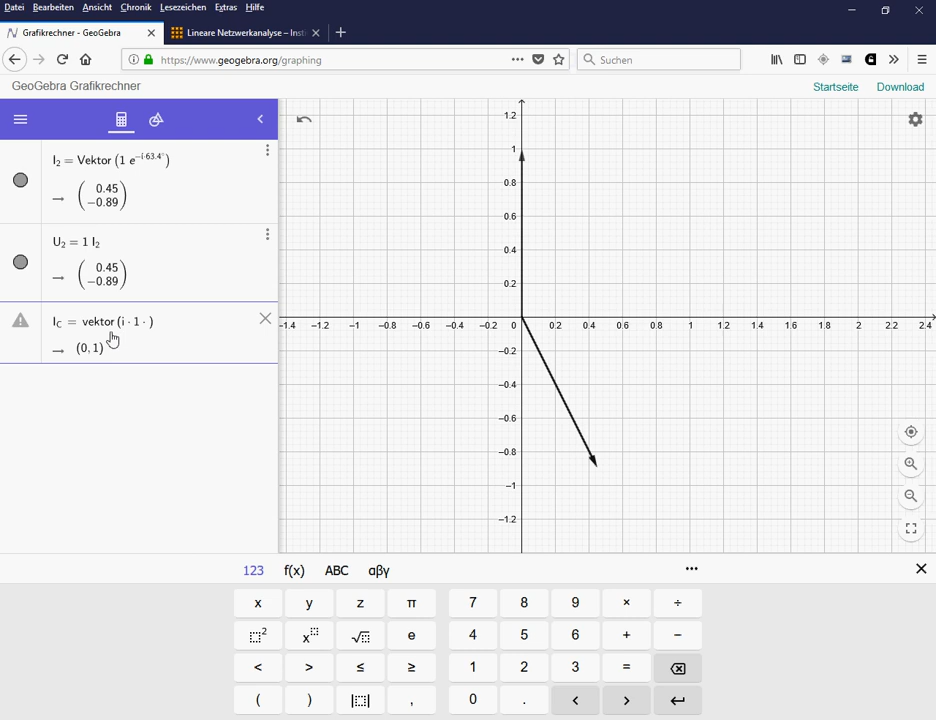 Datei Bearbeiten Ansicht Chronik Lesezeichen Extras Hilfe
Grafikrechner - GeoGebra
Lineare Netzwerkanalyse – Insti
https://www.geogebra.org/graphing
Suchen
GeoGebra Grafikrechner
Startseite Download
I₂ = Vektor (1 e^(−i·63.4°))
→ (0.45
−0.89)
U₂ = 1 I₂
→ (0.45
−0.89)
I_C = vektor (i · 1 · )
→ (0, 1)
1.2
1
0.8
0.6
0.4
0.2
-1.4 −1.2 −1 −0.8 −0.6 −0.4 −0.2 0 0.2 0.4 0.6 0.8 1 1.2 1.4 1.6 1.8 2 2.2 2.4
−0.2
−0.4
−0.6
−0.8
−1
−1.2
123 f(x) ABC αβγ
x y z π 7 8 9 × ÷
² x √ e 4 5 6 + −
< > ≤ ≥ 1 2 3 =
( ) | | , 0 . < >